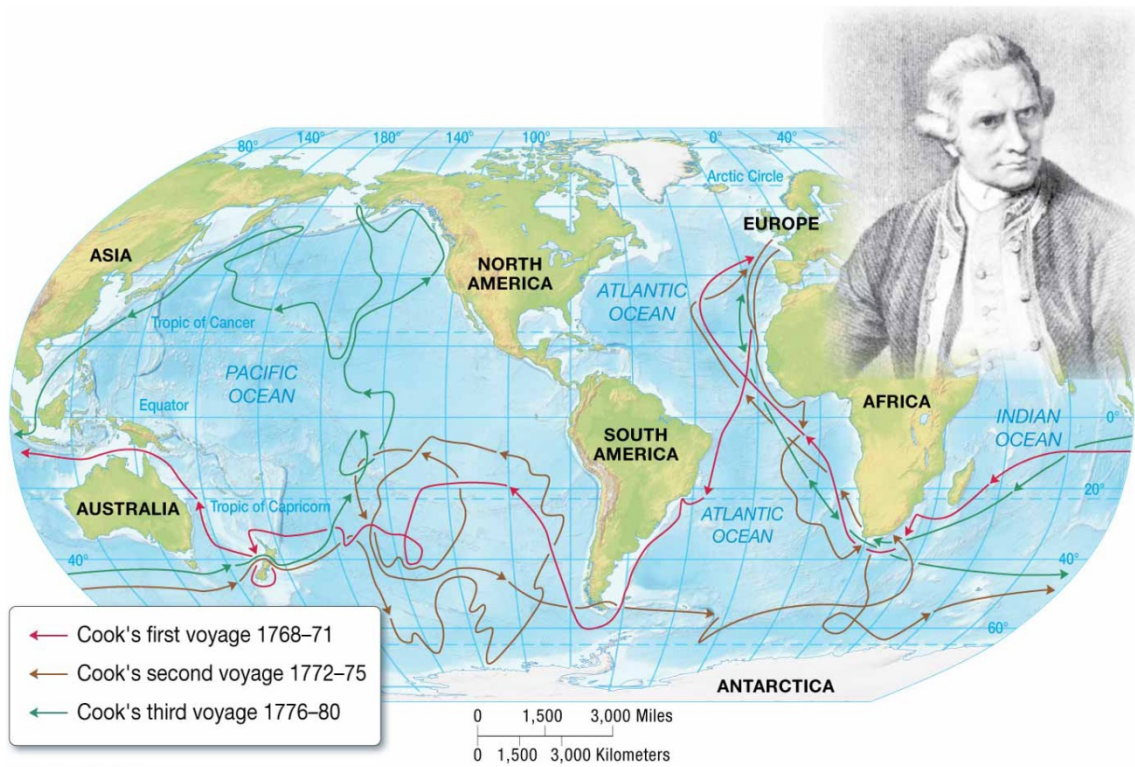 140°
180°
140°
100°
0°
40°
80°
Arctic Circle
EUROPE
ASIA
NORTH
AMERICA
ATLANTIC
OCEAN
Tropic of Cancer
PACIFIC
OCEAN
Equator
AFRICA
0°
INDIAN
OCEAN
SOUTH
AMERICA
AUSTRALIA
Tropic of Capricorn
20°
ATLANTIC
OCEAN
40°
40°
60°
ANTARCTICA
Cook's first voyage 1768–71
Cook's second voyage 1772–75
Cook's third voyage 1776–80
0 1,500 3,000 Miles
0 1,500 3,000 Kilometers